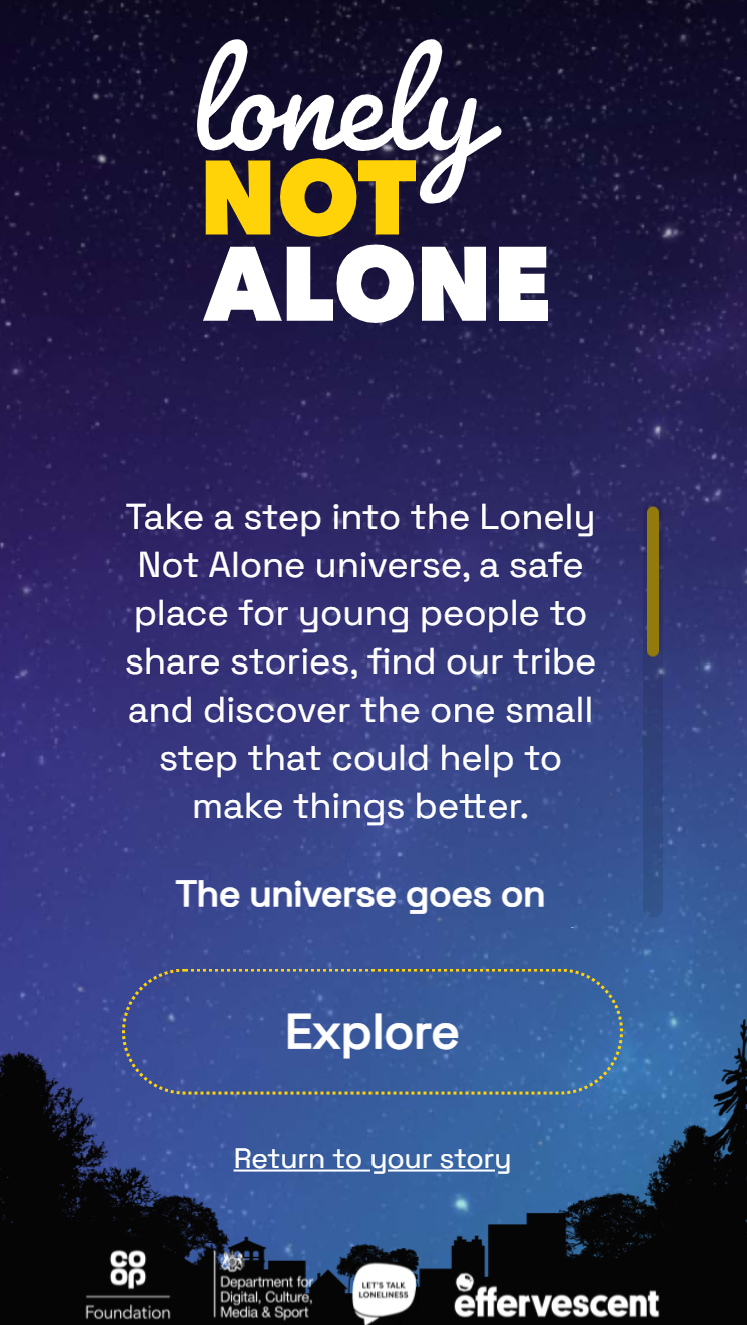 lonely
NOT
ALONE
Take a step into the Lonely
Not Alone universe, a safe
place for young people to
share stories, find our tribe
and discover the one small
step that could help to
make things better.
The universe goes on
Explore
Return to your story
CO
OP
Foundation
Department for
Digital, Culture,
Media & Sport
LET'S TALK
LONELINESS
effervescent